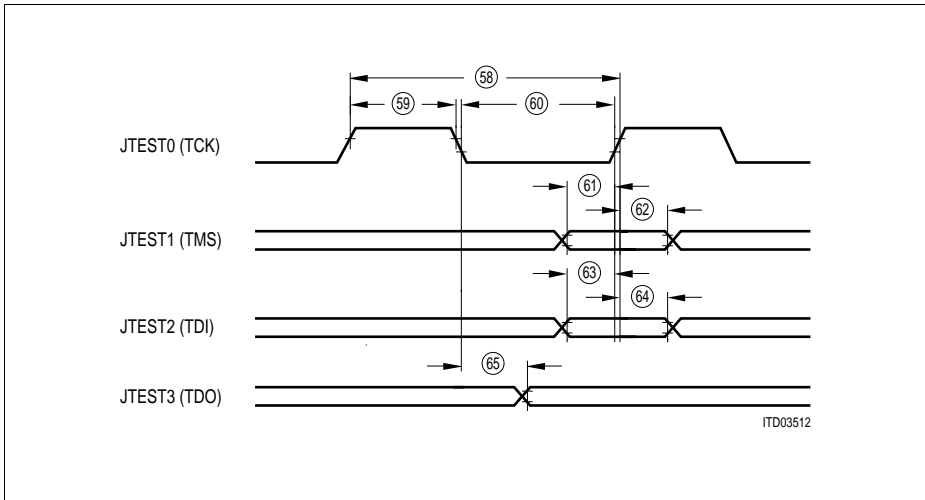 58
59
60
JTEST0 (TCK)
61
62
JTEST1 (TMS)
63
64
JTEST2 (TDI)
65
JTEST3 (TDO)
ITD03512